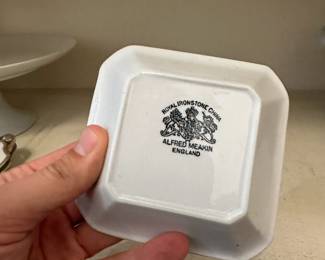 ROYAL IRONSTONE CHINA
ALFRED MEAKIN
ENGLAND